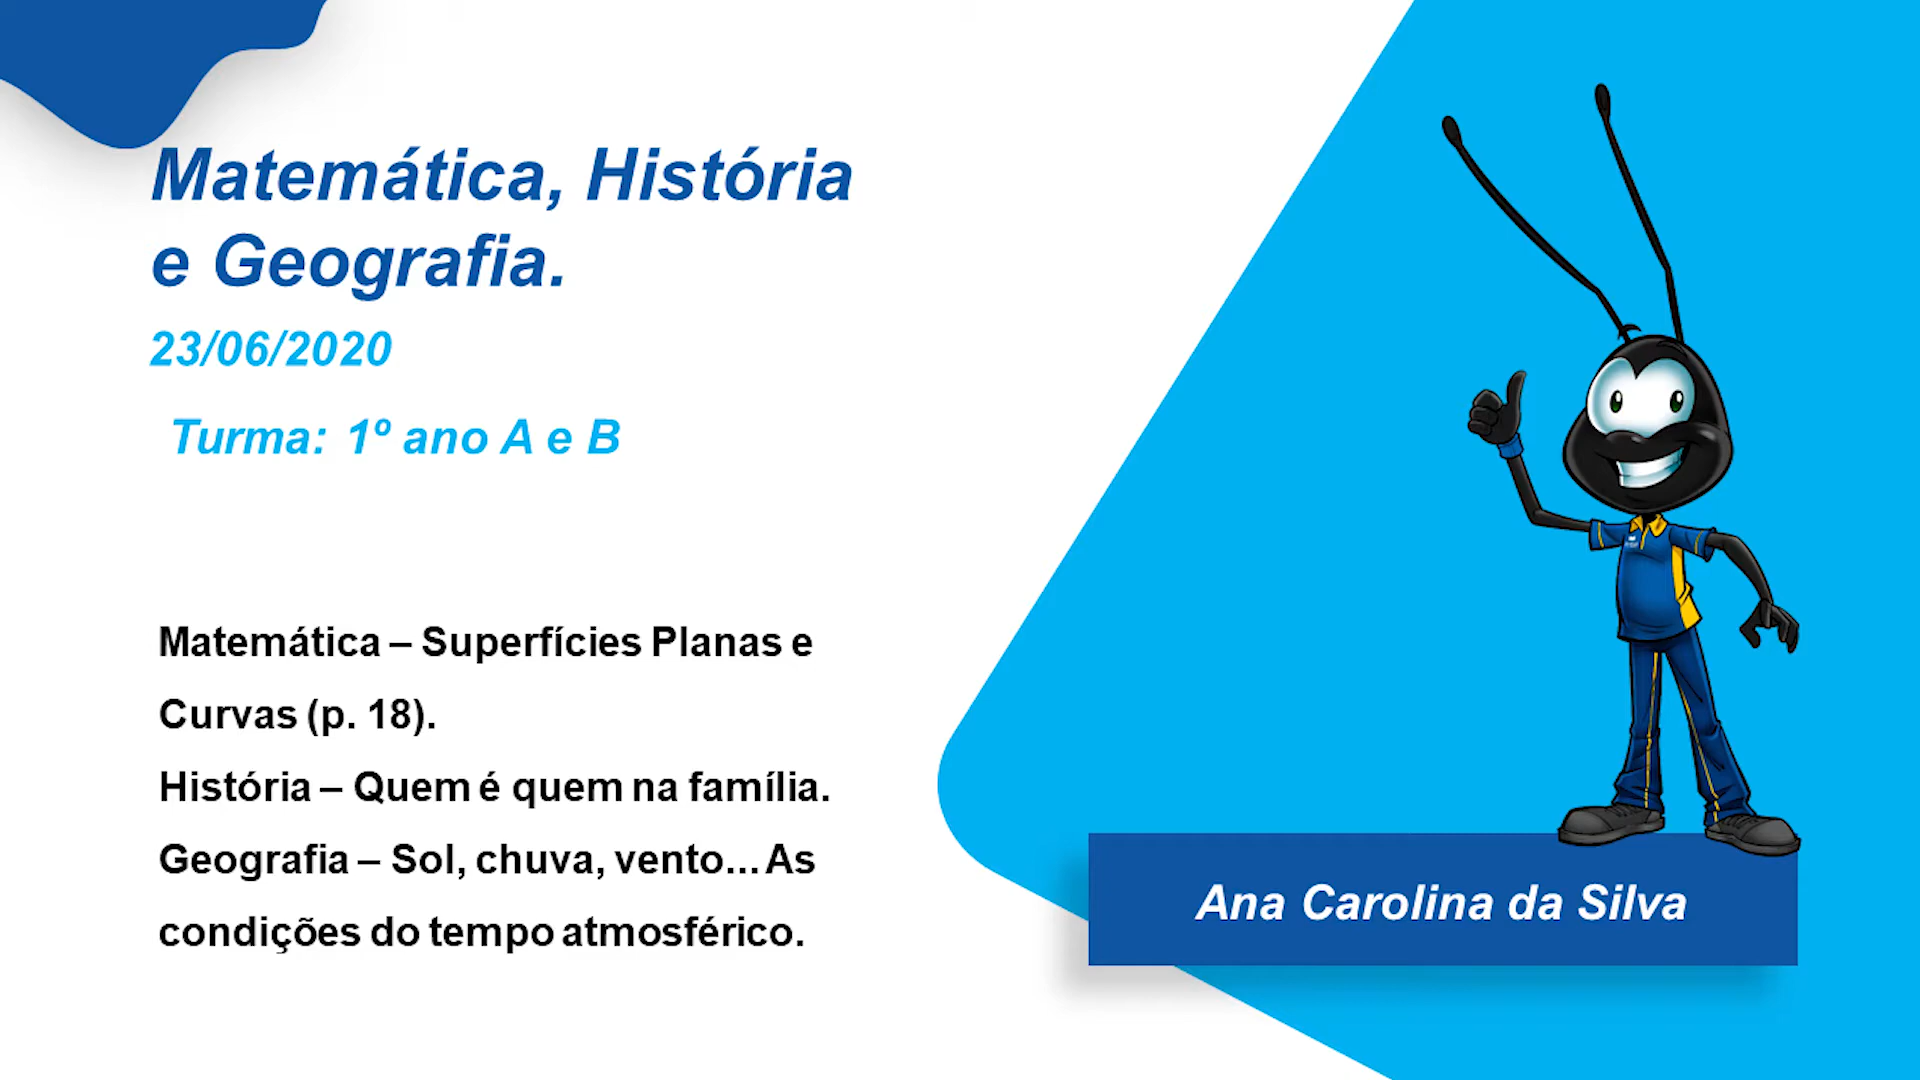 Matemática, História
e Geografia.
23/06/2020
Turma: 1º ano A e B
Matemática – Superfícies Planas e
Curvas (p. 18).
História – Quem é quem na família.
Geografia – Sol, chuva, vento... As
condições do tempo atmosférico.
Ana Carolina da Silva